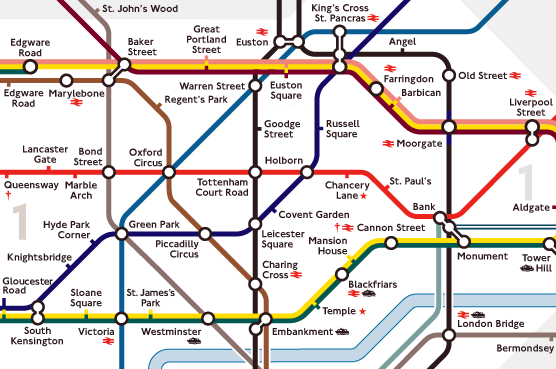 St. John's Wood
King's Cross
St. Pancras
Great
Portland
Street
Edgware
Road
Baker
Street
Euston
Angel
Farringdon
Old Street
Warren Street
Euston
Square
Barbican
Liverpool
Street
Edgware
Road
Marylebone
Regent's Park
Goodge
Street
Russell
Square
Moorgate
Lancaster
Gate
Bond
Street
Oxford
Circus
Holborn
Queensway
Marble
Arch
Tottenham
Court Road
Chancery
Lane
St. Paul's
1
1
Bank
Aldgate
Hyde Park
Corner
Green Park
Covent Garden
Cannon Street
Leicester
Square
Mansion
House
Piccadilly
Circus
Knightsbridge
Monument
Tower
Hill
Charing
Cross
Gloucester
Road
Sloane
Square
St. James's
Park
Blackfriars
Temple
London Bridge
South
Kensington
Victoria
Westminster
Embankment
Bermondsey